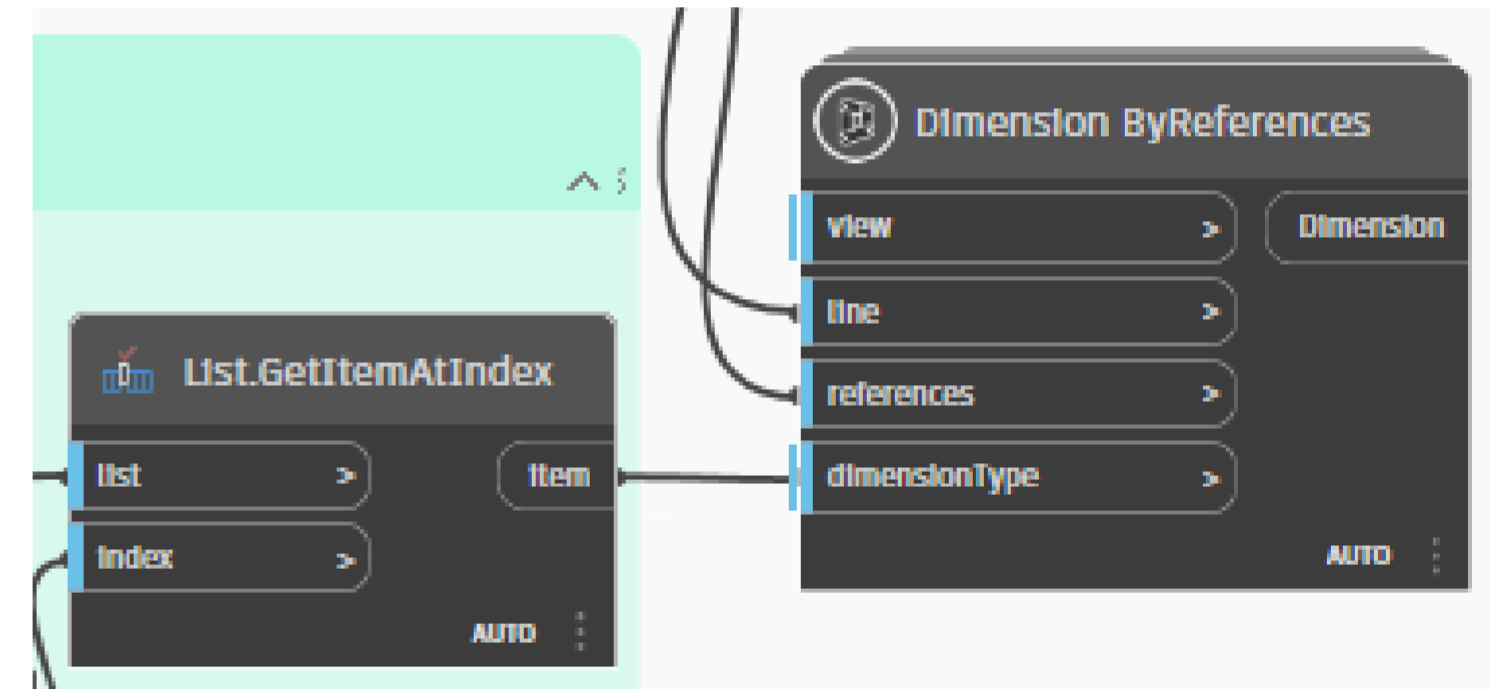 Dimension ByReferences
view > Dimension
line >
references >
dimensionType >
AUTO
List.GetItemAtIndex
list > item
index >
AUTO